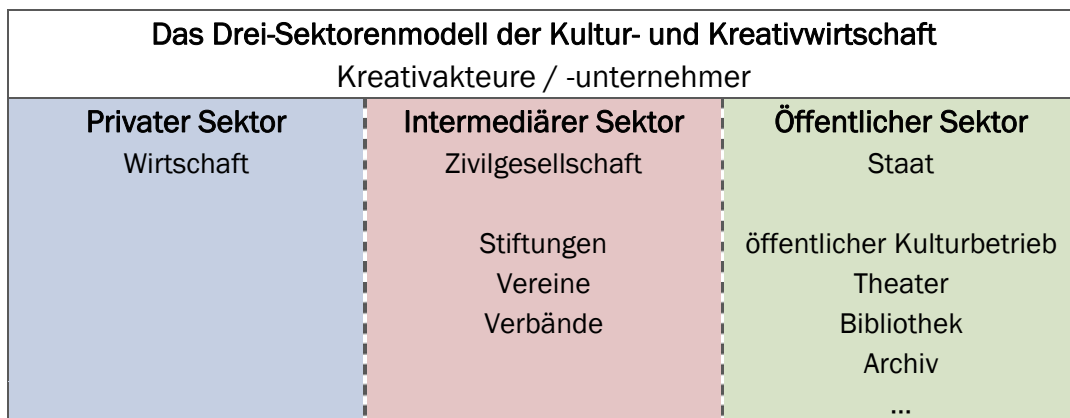 Das Drei-Sektorenmodell der Kultur- und Kreativwirtschaft
Kreativakteure / -unternehmer
Privater Sektor
Wirtschaft
Intermediärer Sektor
Zivilgesellschaft
Stiftungen
Vereine
Verbände
Öffentlicher Sektor
Staat
öffentlicher Kulturbetrieb
Theater
Bibliothek
Archiv
...